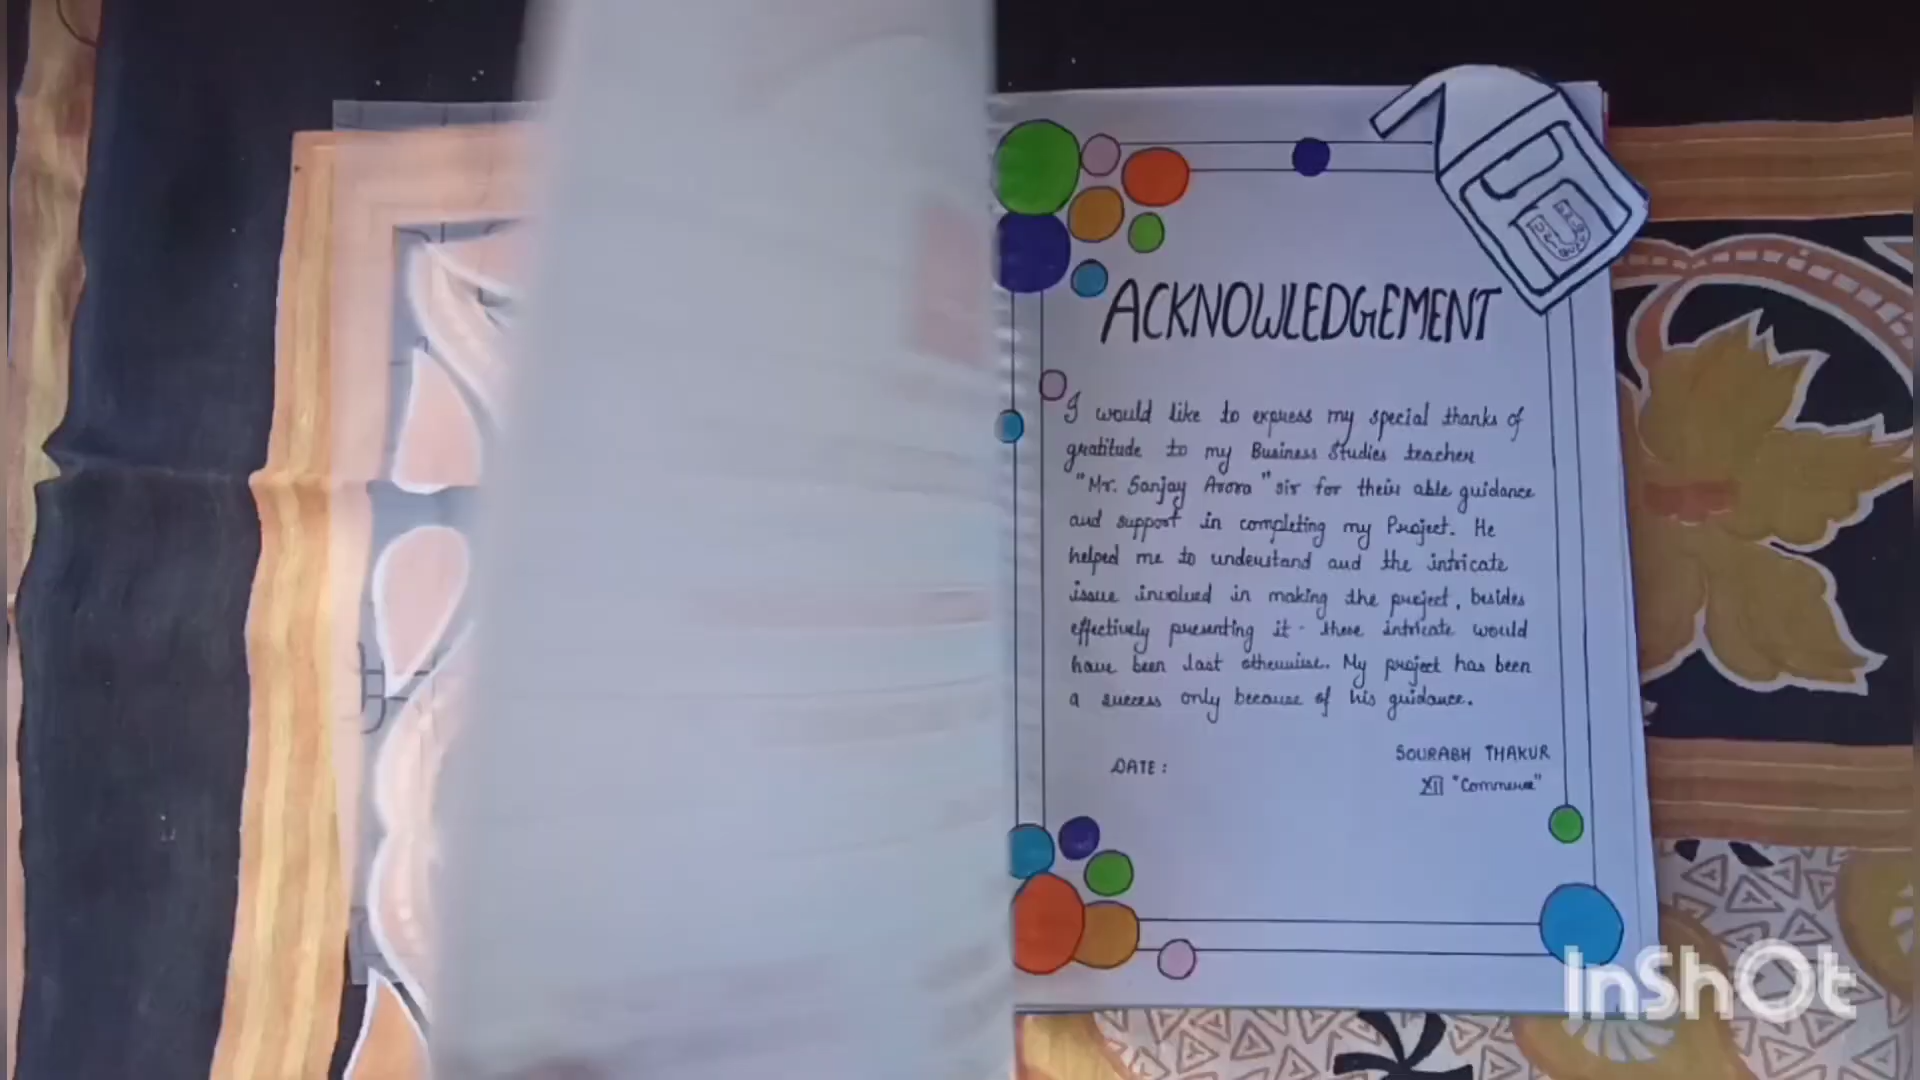 ACKNOWLEDGEMENT
I would like to express my special thanks of
gratitude to my Business Studies teacher
"Mr. Sanjay Arora" sir for their able guidance
and support in completing my Project. He
helped me to understand and the intricate
issue involved in making the project, besides
effectively presenting it - these intricate would
have been last otherwise. My project has been
a success only because of his guidance.
DATE:
SOURABH THAKUR
XII "Commerce"
InShOt